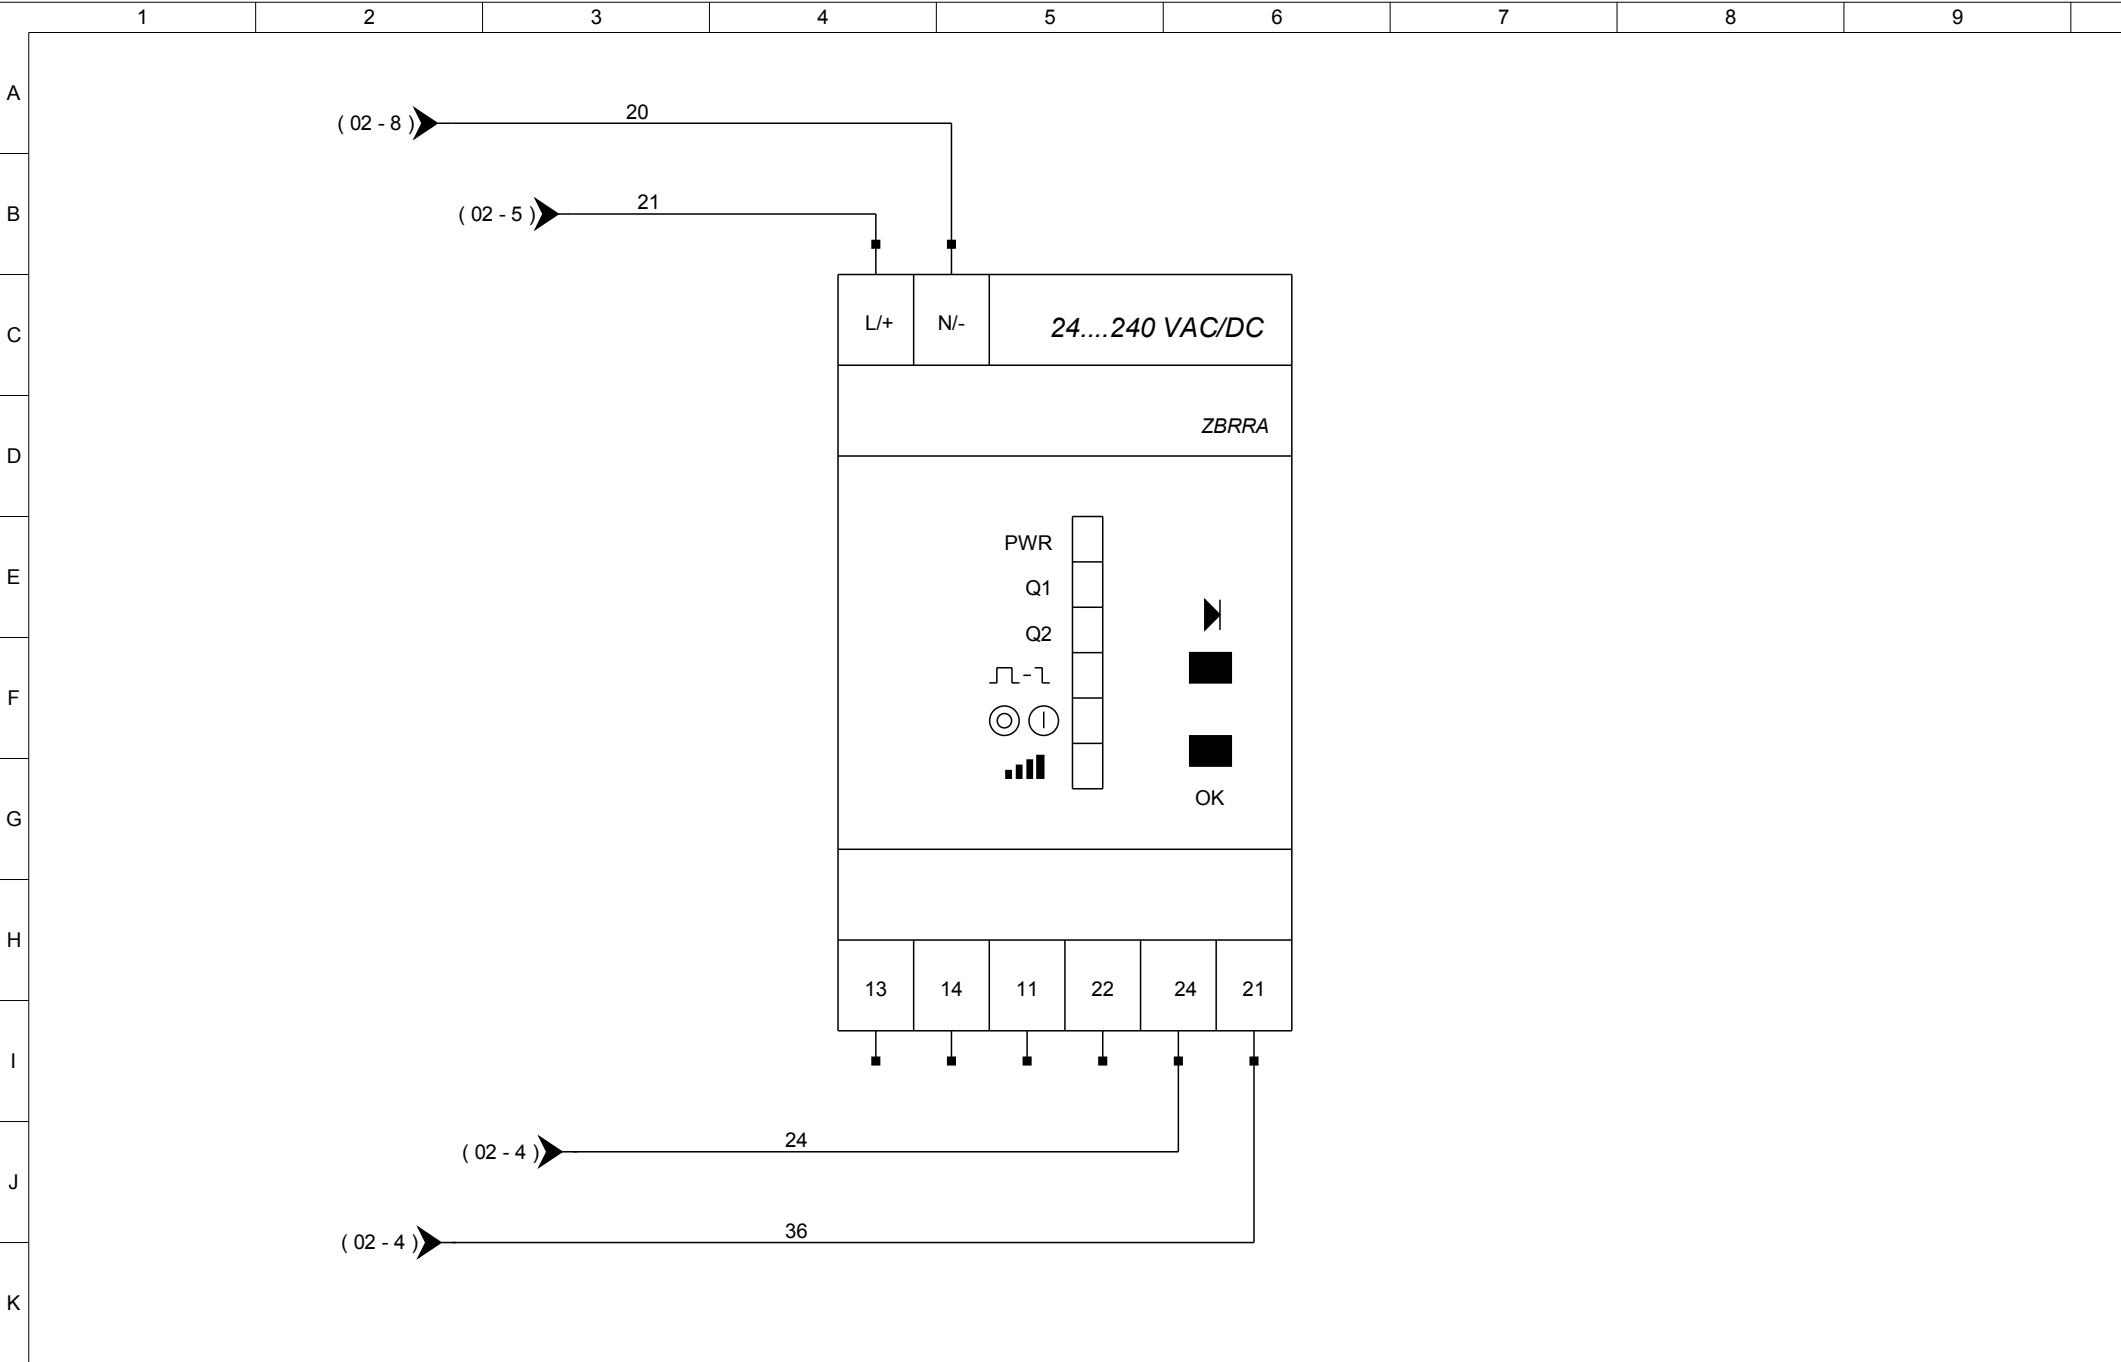 1 2 3 4 5 6 7 8 9
A
( 02 - 8 ) 20
B
( 02 - 5 ) 21
C
L/+ N/- 24....240 VAC/DC
ZBRRA
D
PWR
E
Q1
Q2
F
OK
G
H
13 14 11 22 24 21
I
24
( 02 - 4 )
J
36
( 02 - 4 )
K